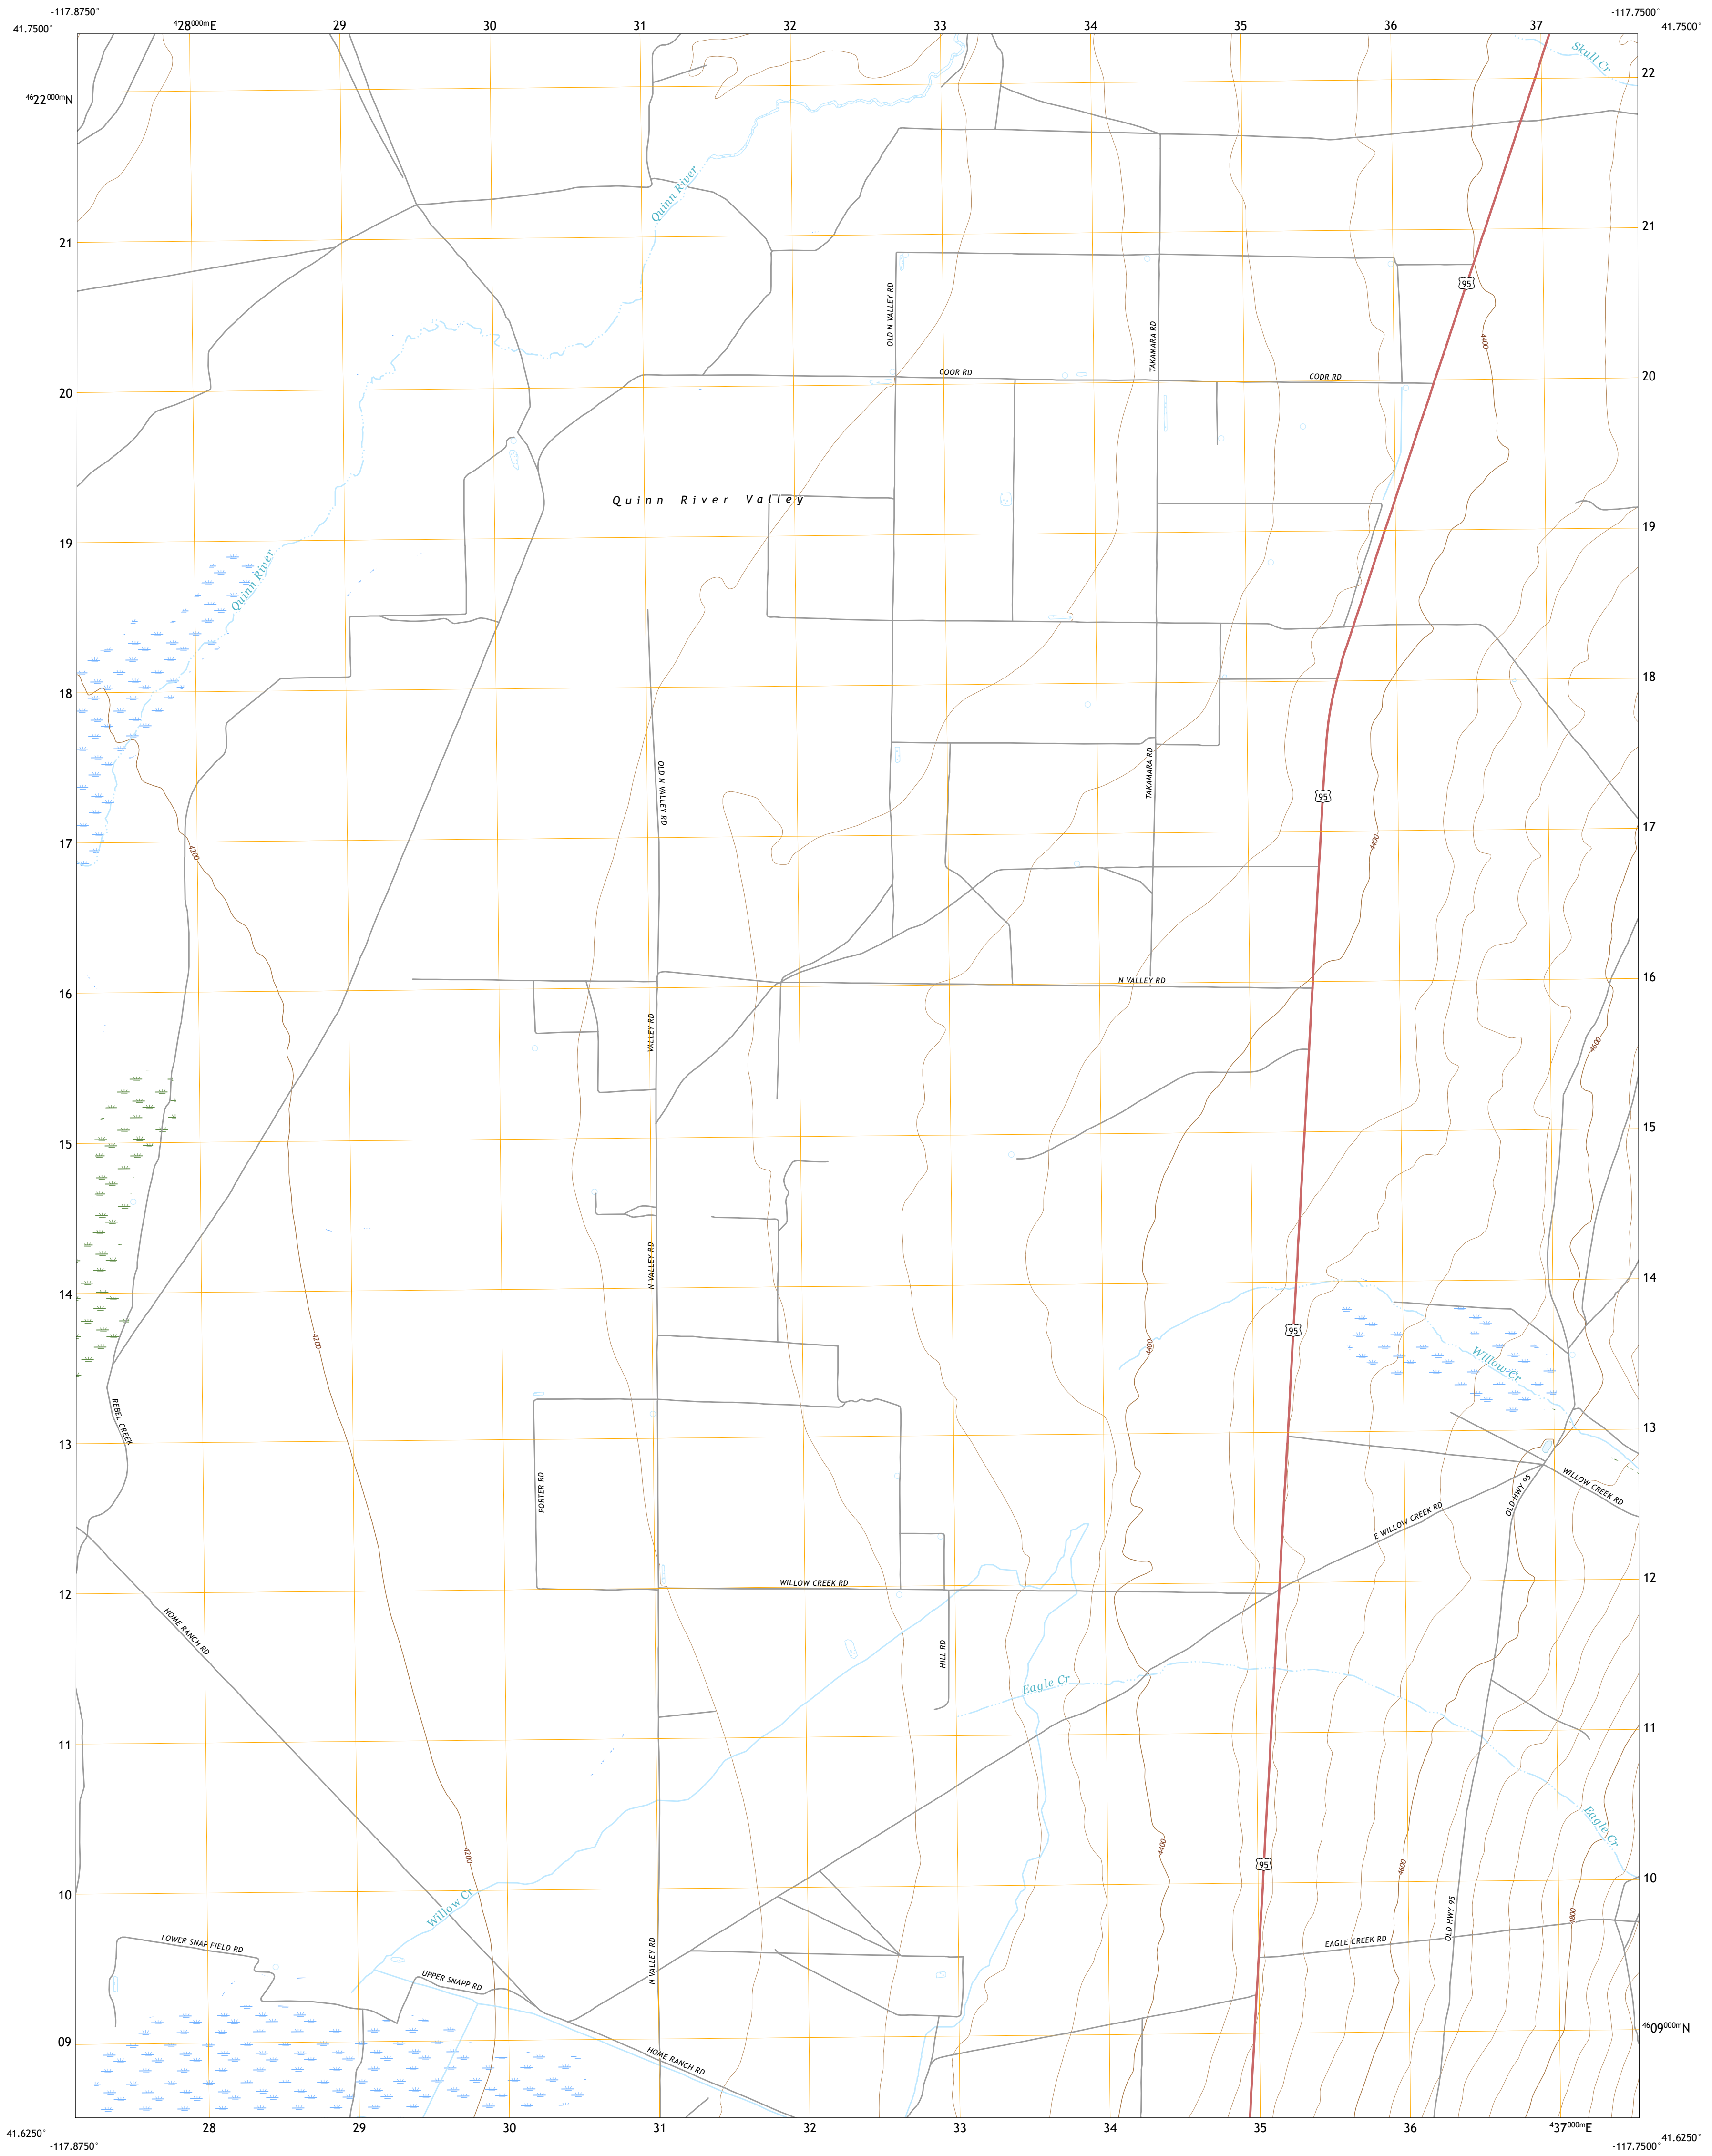 -117.8750°
-117.7500°
41.7500°
⁴28⁰⁰⁰ᵐE 29 30 31 32 33 34 35 36 37
41.7500°
Skull Cr
22
⁴⁶22⁰⁰⁰ᵐN
Quinn River
21
21
95
OLD N VALLEY RD
TAKAMARA RD
4400
COOR RD
CODR RD
20
20
Quinn River Valley
19
19
Quinn River
18
18
OLD N VALLEY RD
TAKAMARA RD
95
17
17
4400
4200
N VALLEY RD
16
16
VALLEY RD
4600
15
15
N VALLEY RD
14
14
95
4200
4400
Willow Cr
REBEL CREEK
13
13
PORTER RD
WILLOW CREEK RD
OLD HWY 95
E WILLOW CREEK RD
WILLOW CREEK RD
12
12
HOME RANCH RD
HILL RD
Eagle Cr
11
11
Eagle Cr
4200
4400
95
4600
10
10
Willow Cr
4800
OLD HWY 95
LOWER SNAP FIELD RD
EAGLE CREEK RD
N VALLEY RD
UPPER SNAPP RD
09
⁴⁶09⁰⁰⁰ᵐN
HOME RANCH RD
28 29 30 31 32 33 34 35 36 ⁴37⁰⁰⁰ᵐE
41.6250°
41.6250°
-117.8750°
-117.7500°